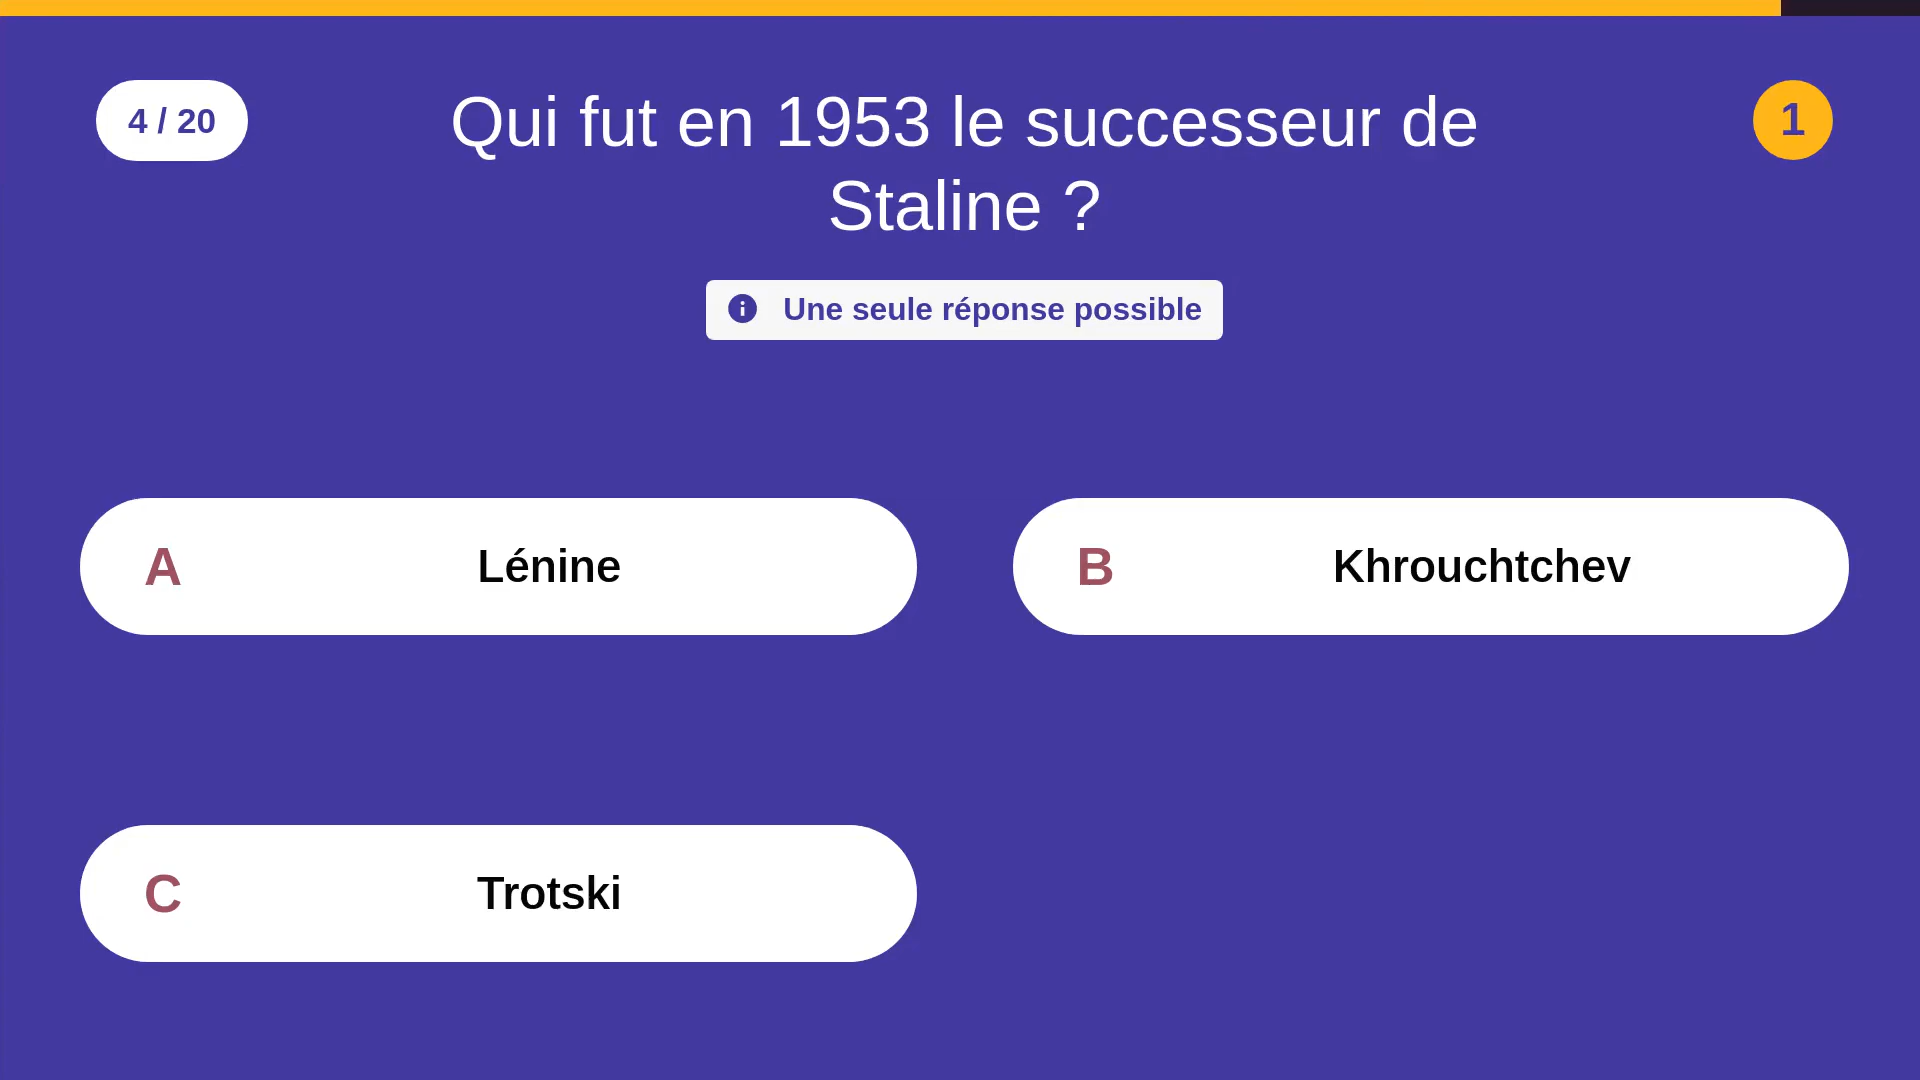 4 / 20
Qui fut en 1953 le successeur de
Staline ?
1
Une seule réponse possible
A
Lénine
B
Khrouchtchev
C
Trotski